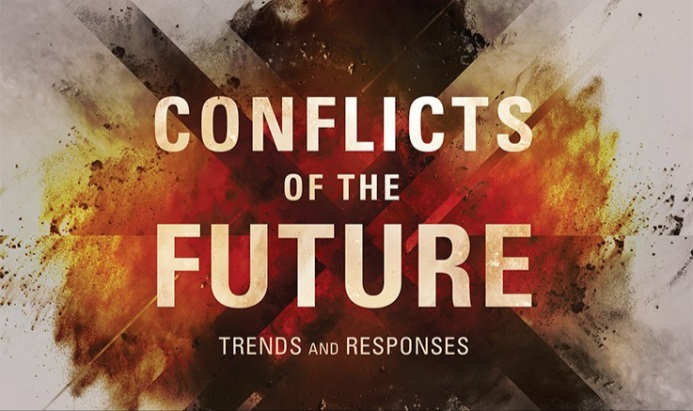 CONFLICTS
OF THE
FUTURE
TRENDS AND RESPONSES